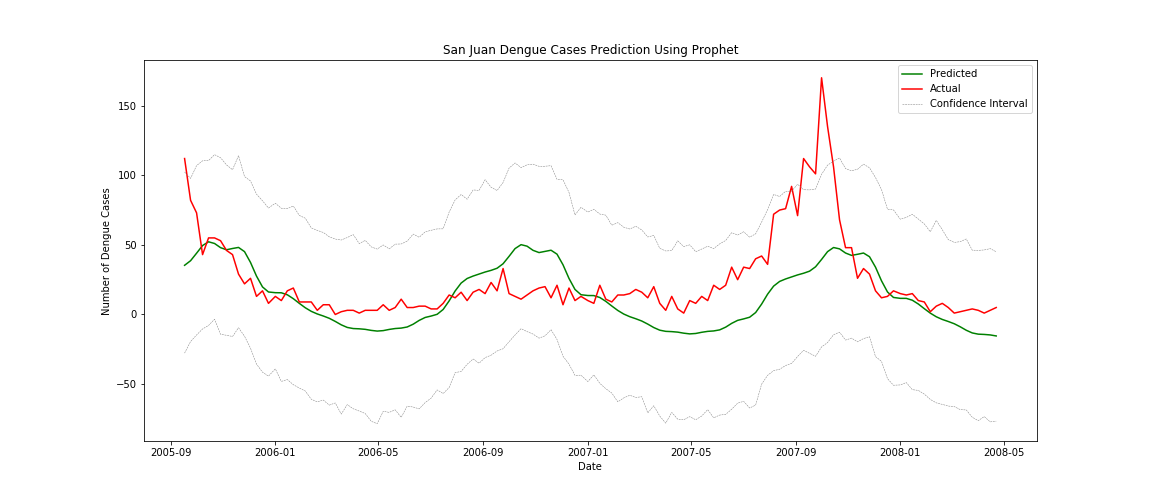 San Juan Dengue Cases Prediction Using Prophet
Predicted
Actual
Confidence Interval
Number of Dengue Cases
150
100
50
0
−50
2005-09
2006-01
2006-05
2006-09
2007-01
2007-05
2007-09
2008-01
2008-05
Date